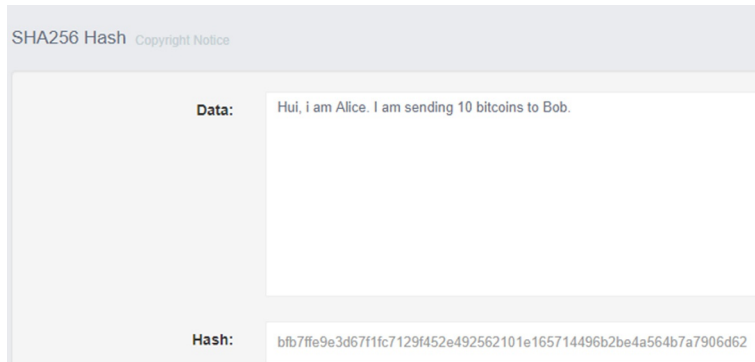 SHA256 Hash Copyright Notice
Data: Hui, i am Alice. I am sending 10 bitcoins to Bob.
Hash: bfb7ffe9e3d67f1fc7129f452e492562101e165714496b2be4a564b7a7906d62